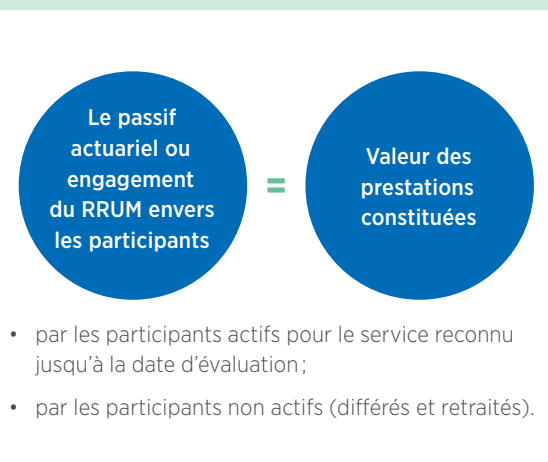 Le passif
actuariel ou
engagement
du RRUM envers
les participants
=
Valeur des
prestations
constituées
• par les participants actifs pour le service reconnu
jusqu'à la date d'évaluation ;
• par les participants non actifs (différés et retraités).